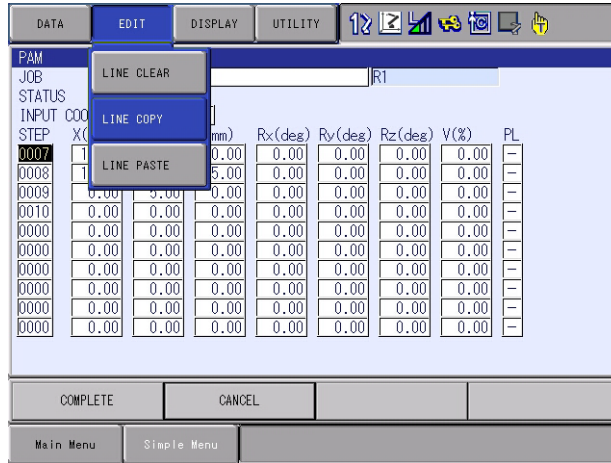 DATA EDIT DISPLAY UTILITY
PAM
LINE CLEAR
JOB R1
STATUS
LINE COPY
INPUT COO
STEP X( mm) Rx(deg) Ry(deg) Rz(deg) V(%) PL
LINE PASTE
0007 1 0.00 0.00 0.00 0.00 0.00 -
0008 1 5.00 0.00 0.00 0.00 0.00 -
0009 0.00 5.00 0.00 0.00 0.00 0.00 0.00 -
0010 0.00 0.00 0.00 0.00 0.00 0.00 0.00 -
0000 0.00 0.00 0.00 0.00 0.00 0.00 0.00 -
0000 0.00 0.00 0.00 0.00 0.00 0.00 0.00 -
0000 0.00 0.00 0.00 0.00 0.00 0.00 0.00 -
0000 0.00 0.00 0.00 0.00 0.00 0.00 0.00 -
0000 0.00 0.00 0.00 0.00 0.00 0.00 0.00 -
0000 0.00 0.00 0.00 0.00 0.00 0.00 0.00 -
COMPLETE CANCEL
Main Menu Simple Menu